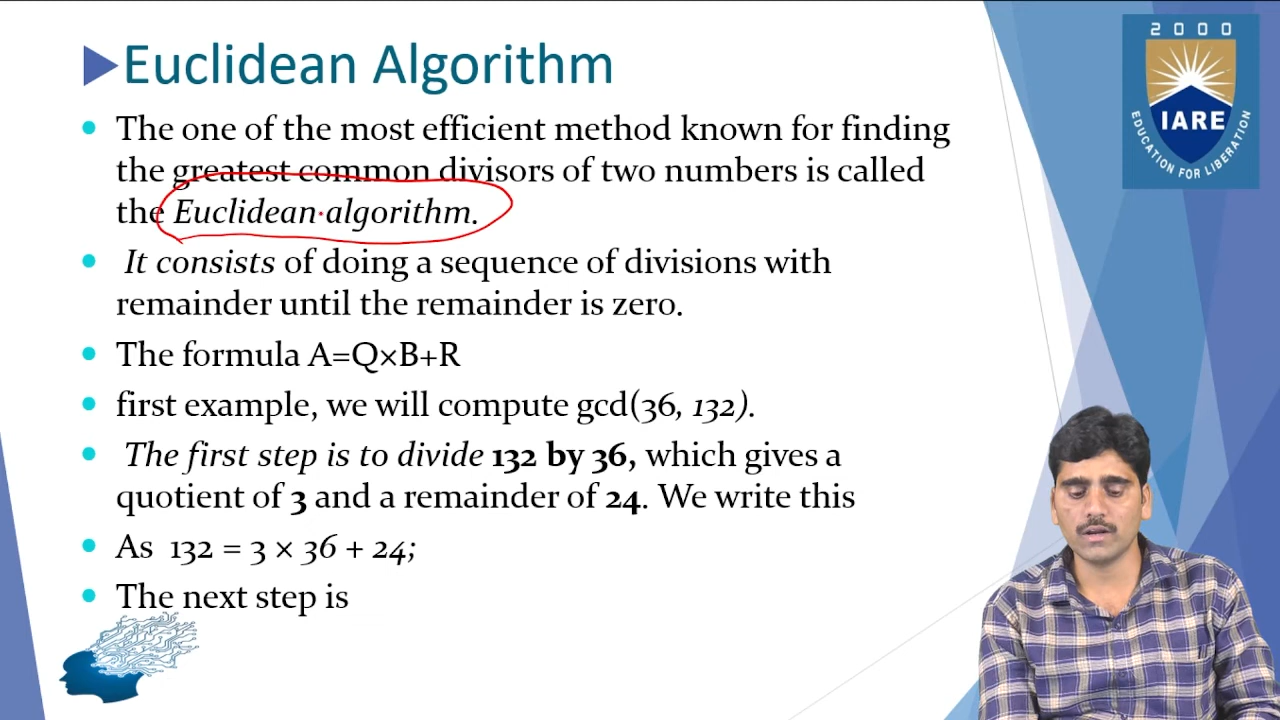 Euclidean Algorithm
The one of the most efficient method known for finding
the greatest common divisors of two numbers is called
the Euclidean algorithm.
It consists of doing a sequence of divisions with
remainder until the remainder is zero.
The formula A=Q×B+R
first example, we will compute gcd(36, 132).
The first step is to divide 132 by 36, which gives a
quotient of 3 and a remainder of 24. We write this
As 132 = 3 × 36 + 24;
The next step is
2000
IARE
EDUCATION FOR LIBERATION